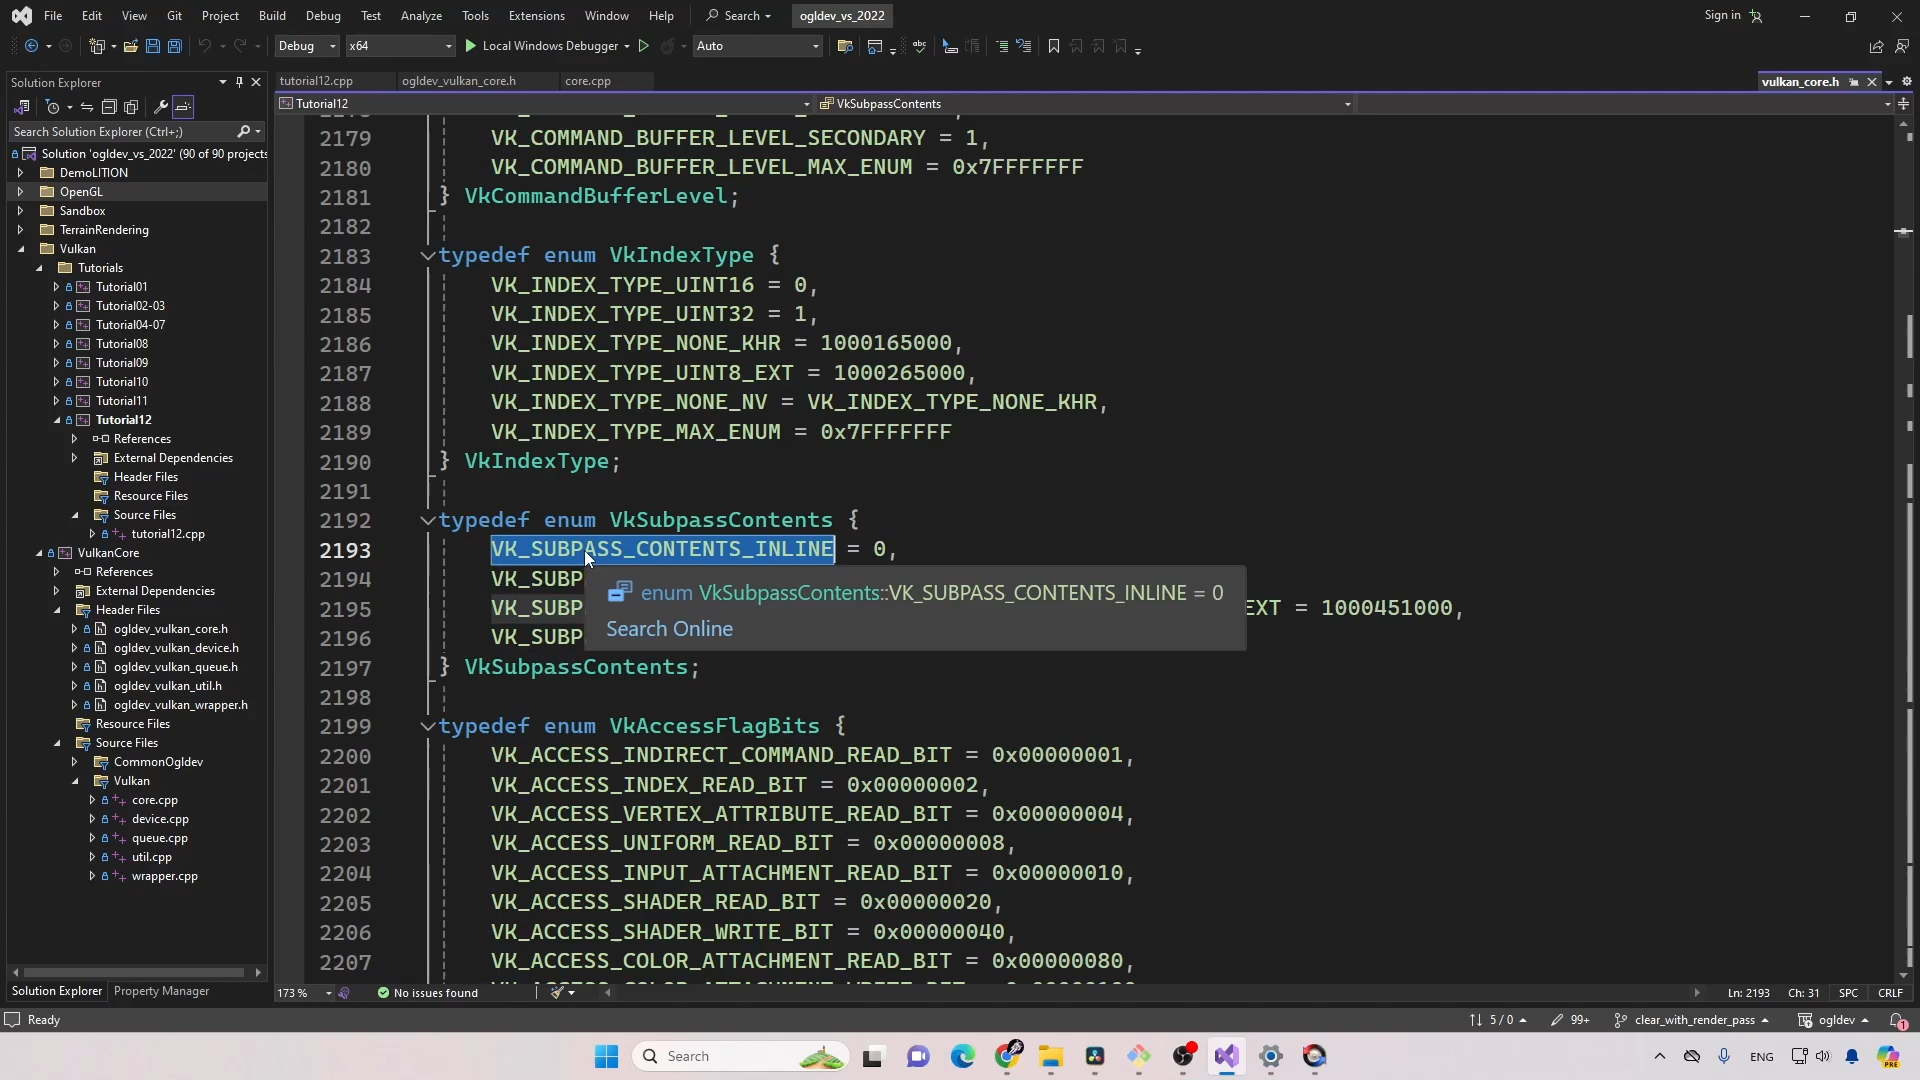 File Edit View Git Project Build Debug Test Analyze Tools Extensions Window Help Search ogldev_vs_2022 Sign in
Debug x64 Local Windows Debugger Auto
Solution Explorer
tutorial12.cpp ogldev_vulkan_core.h core.cpp vulkan_core.h
Tutorial12 VkSubpassContents
Search Solution Explorer (Ctrl+;)
Solution 'ogldev_vs_2022' (90 of 90 projects
DemoLITION
OpenGL
Sandbox
TerrainRendering
Vulkan
Tutorials
Tutorial01
Tutorial02-03
Tutorial04-07
Tutorial08
Tutorial09
Tutorial10
Tutorial11
Tutorial12
References
External Dependencies
Header Files
Resource Files
Source Files
tutorial12.cpp
VulkanCore
References
External Dependencies
Header Files
ogldev_vulkan_core.h
ogldev_vulkan_device.h
ogldev_vulkan_queue.h
ogldev_vulkan_util.h
ogldev_vulkan_wrapper.h
Resource Files
Source Files
CommonOgldev
Vulkan
core.cpp
device.cpp
queue.cpp
util.cpp
wrapper.cpp
Solution Explorer Property Manager
2179 VK_COMMAND_BUFFER_LEVEL_SECONDARY = 1,
2180 VK_COMMAND_BUFFER_LEVEL_MAX_ENUM = 0x7FFFFFFF
2181 } VkCommandBufferLevel;
2182
2183 typedef enum VkIndexType {
2184 VK_INDEX_TYPE_UINT16 = 0,
2185 VK_INDEX_TYPE_UINT32 = 1,
2186 VK_INDEX_TYPE_NONE_KHR = 1000165000,
2187 VK_INDEX_TYPE_UINT8_EXT = 1000265000,
2188 VK_INDEX_TYPE_NONE_NV = VK_INDEX_TYPE_NONE_KHR,
2189 VK_INDEX_TYPE_MAX_ENUM = 0x7FFFFFFF
2190 } VkIndexType;
2191
2192 typedef enum VkSubpassContents {
2193 VK_SUBPASS_CONTENTS_INLINE = 0,
2194 VK_SUBP
enum VkSubpassContents::VK_SUBPASS_CONTENTS_INLINE = 0
2195 VK_SUBP EXT = 1000451000,
Search Online
2196 VK_SUBP
2197 } VkSubpassContents;
2198
2199 typedef enum VkAccessFlagBits {
2200 VK_ACCESS_INDIRECT_COMMAND_READ_BIT = 0x00000001,
2201 VK_ACCESS_INDEX_READ_BIT = 0x00000002,
2202 VK_ACCESS_VERTEX_ATTRIBUTE_READ_BIT = 0x00000004,
2203 VK_ACCESS_UNIFORM_READ_BIT = 0x00000008,
2204 VK_ACCESS_INPUT_ATTACHMENT_READ_BIT = 0x00000010,
2205 VK_ACCESS_SHADER_READ_BIT = 0x00000020,
2206 VK_ACCESS_SHADER_WRITE_BIT = 0x00000040,
2207 VK_ACCESS_COLOR_ATTACHMENT_READ_BIT = 0x00000080,
173 % No issues found Ln: 2193 Ch: 31 SPC CRLF
Ready 5 / 0 99+ clear_with_render_pass ogldev 1
Search ENG PRE